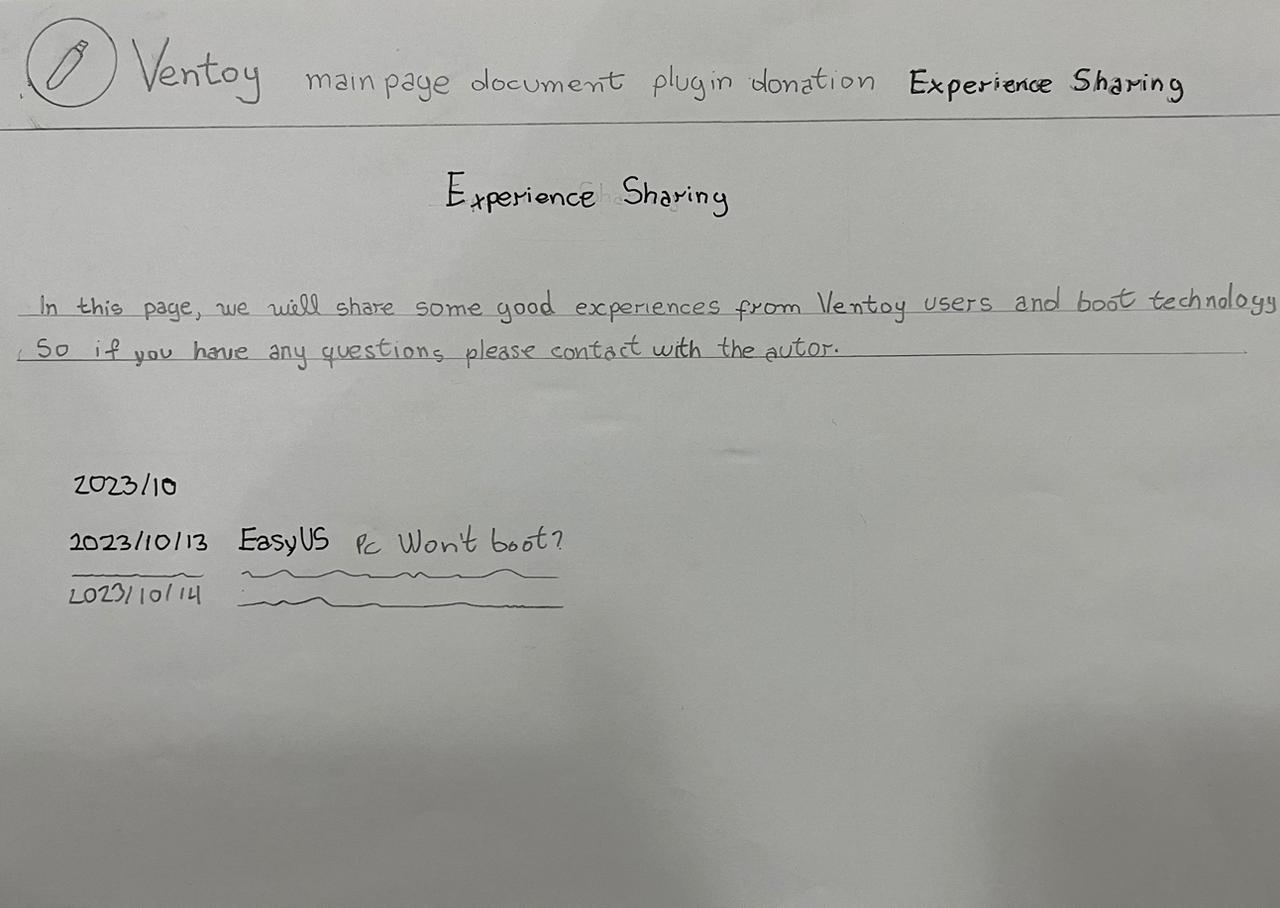 Ventoy main page document plugin donation Experience Sharing
Experience Sharing
In this page, we will share some good experiences from Ventoy users and boot technology
So if you have any questions please contact with the autor.
2023/10
2023/10/13 EasyUS Pc Won't boot?
2023/10/14